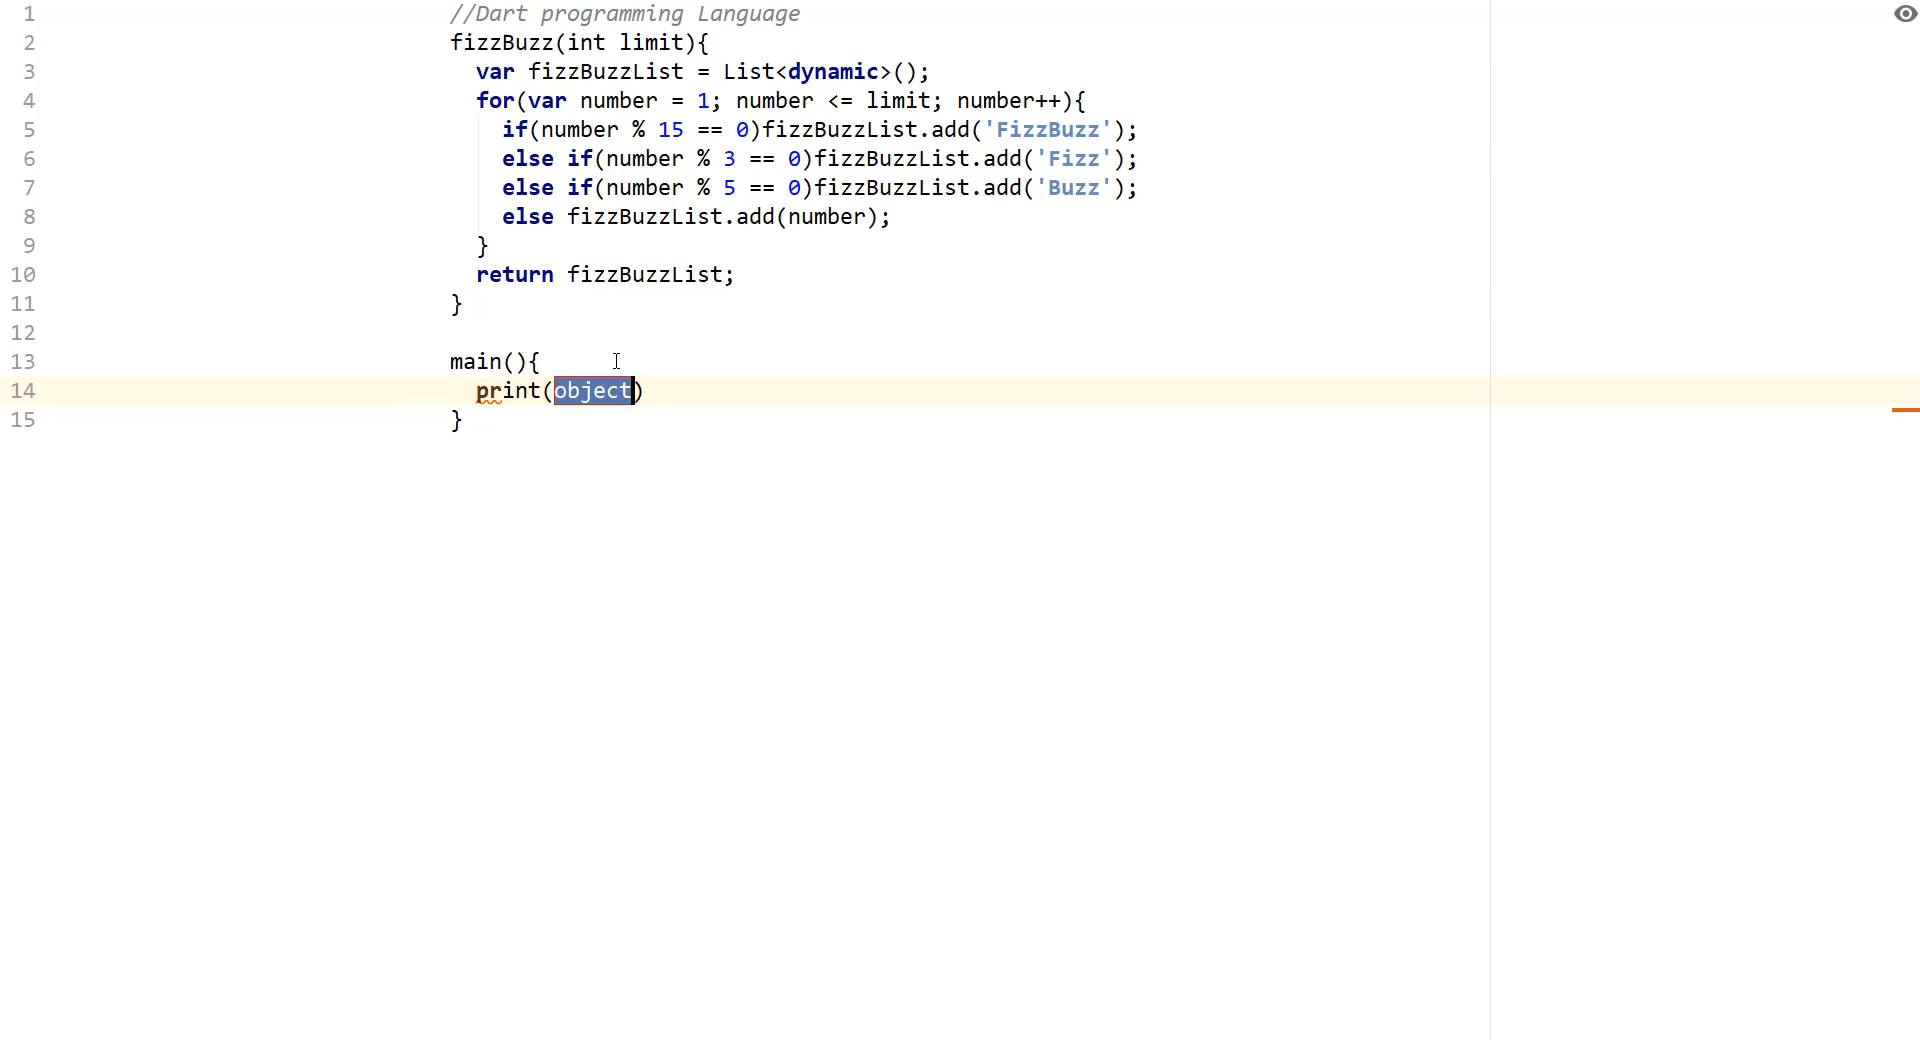 1 //Dart programming Language
2 fizzBuzz(int limit){
3   var fizzBuzzList = List<dynamic>();
4   for(var number = 1; number <= limit; number++){
5     if(number % 15 == 0)fizzBuzzList.add('FizzBuzz');
6     else if(number % 3 == 0)fizzBuzzList.add('Fizz');
7     else if(number % 5 == 0)fizzBuzzList.add('Buzz');
8     else fizzBuzzList.add(number);
9   }
10   return fizzBuzzList;
11 }
12
13 main(){
14   print(object)
15 }